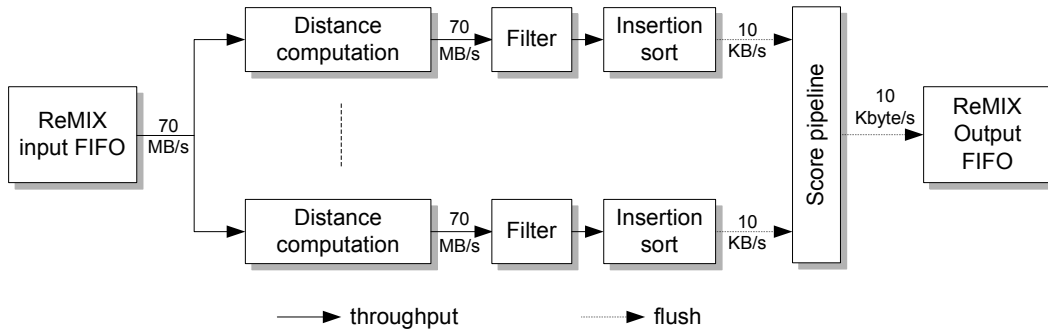 70
MB/s
10
KB/s
Distance
computation
Filter
Insertion
sort
ReMIX
input FIFO
70
MB/s
Score pipeline
10
Kbyte/s
ReMIX
Output
FIFO
70
MB/s
10
KB/s
Distance
computation
Filter
Insertion
sort
throughput
flush